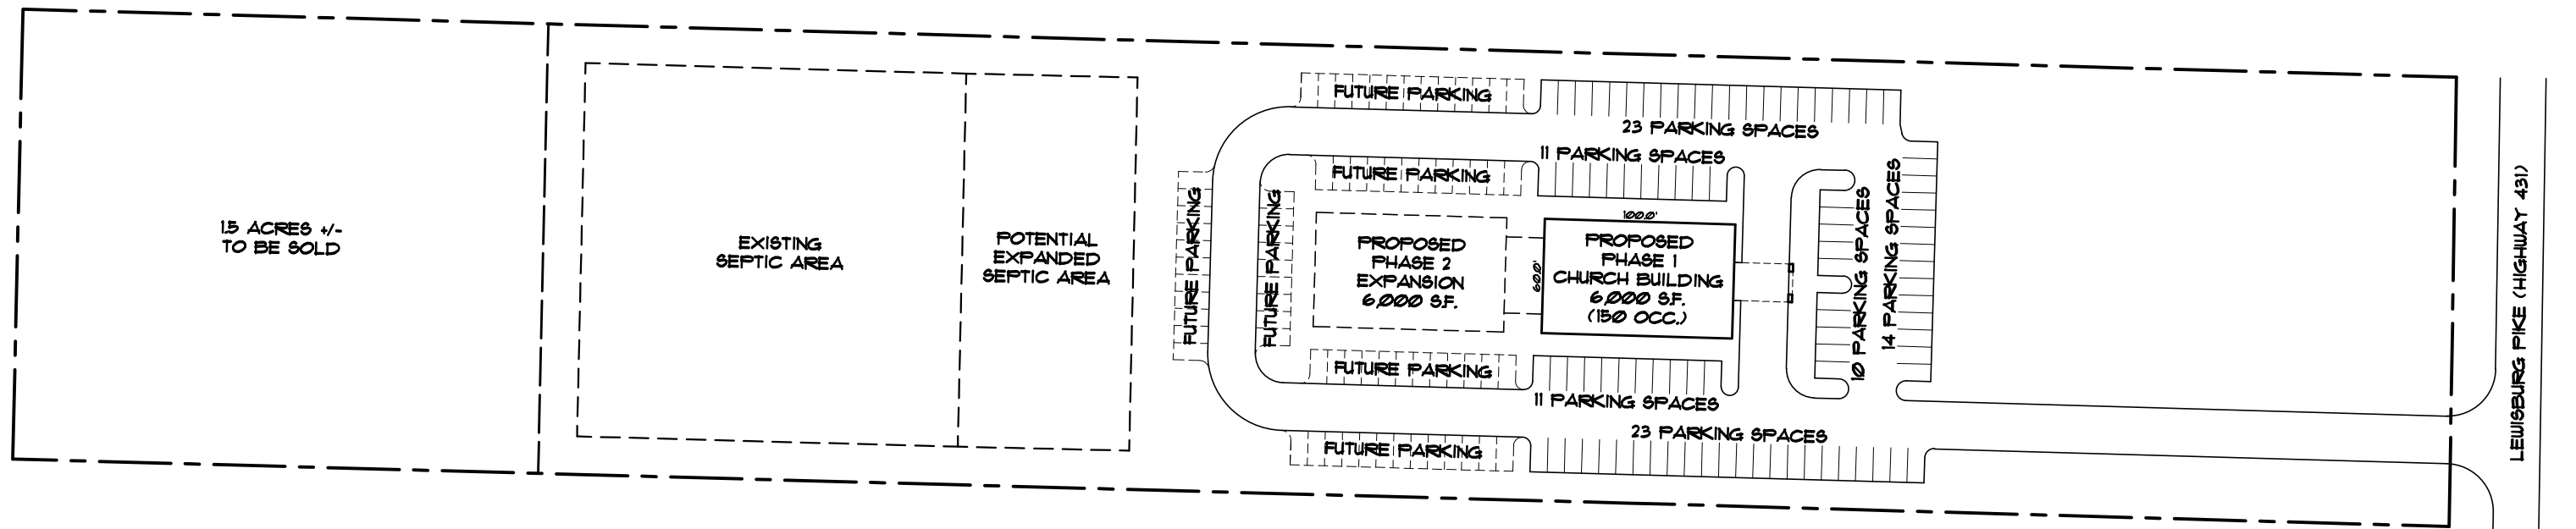 1.5 ACRES +/-
TO BE SOLD
EXISTING
SEPTIC AREA
POTENTIAL
EXPANDED
SEPTIC AREA
FUTURE PARKING
FUTURE PARKING
FUTURE PARKING
FUTURE PARKING
FUTURE PARKING
FUTURE PARKING
PROPOSED
PHASE 2
EXPANSION
6,000 S.F.
23 PARKING SPACES
11 PARKING SPACES
100.0'
60.0'
PROPOSED
PHASE 1
CHURCH BUILDING
6,000 S.F.
(150 OCC.)
11 PARKING SPACES
23 PARKING SPACES
10 PARKING SPACES
14 PARKING SPACES
LEWISBURG PIKE (HIGHWAY 431)